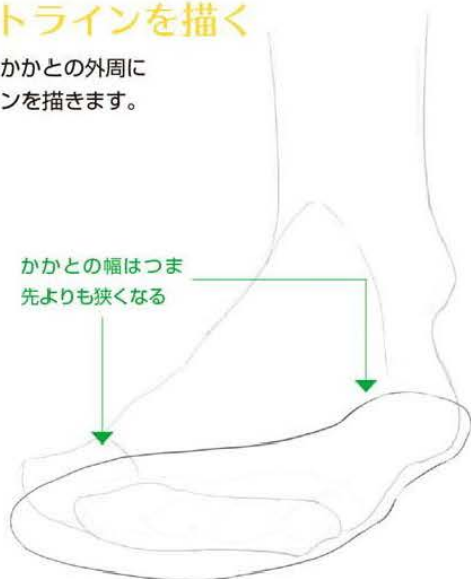 トラインを描く
かかとの外周に
ンを描きます。
かかとの幅はつま
先よりも狭くなる